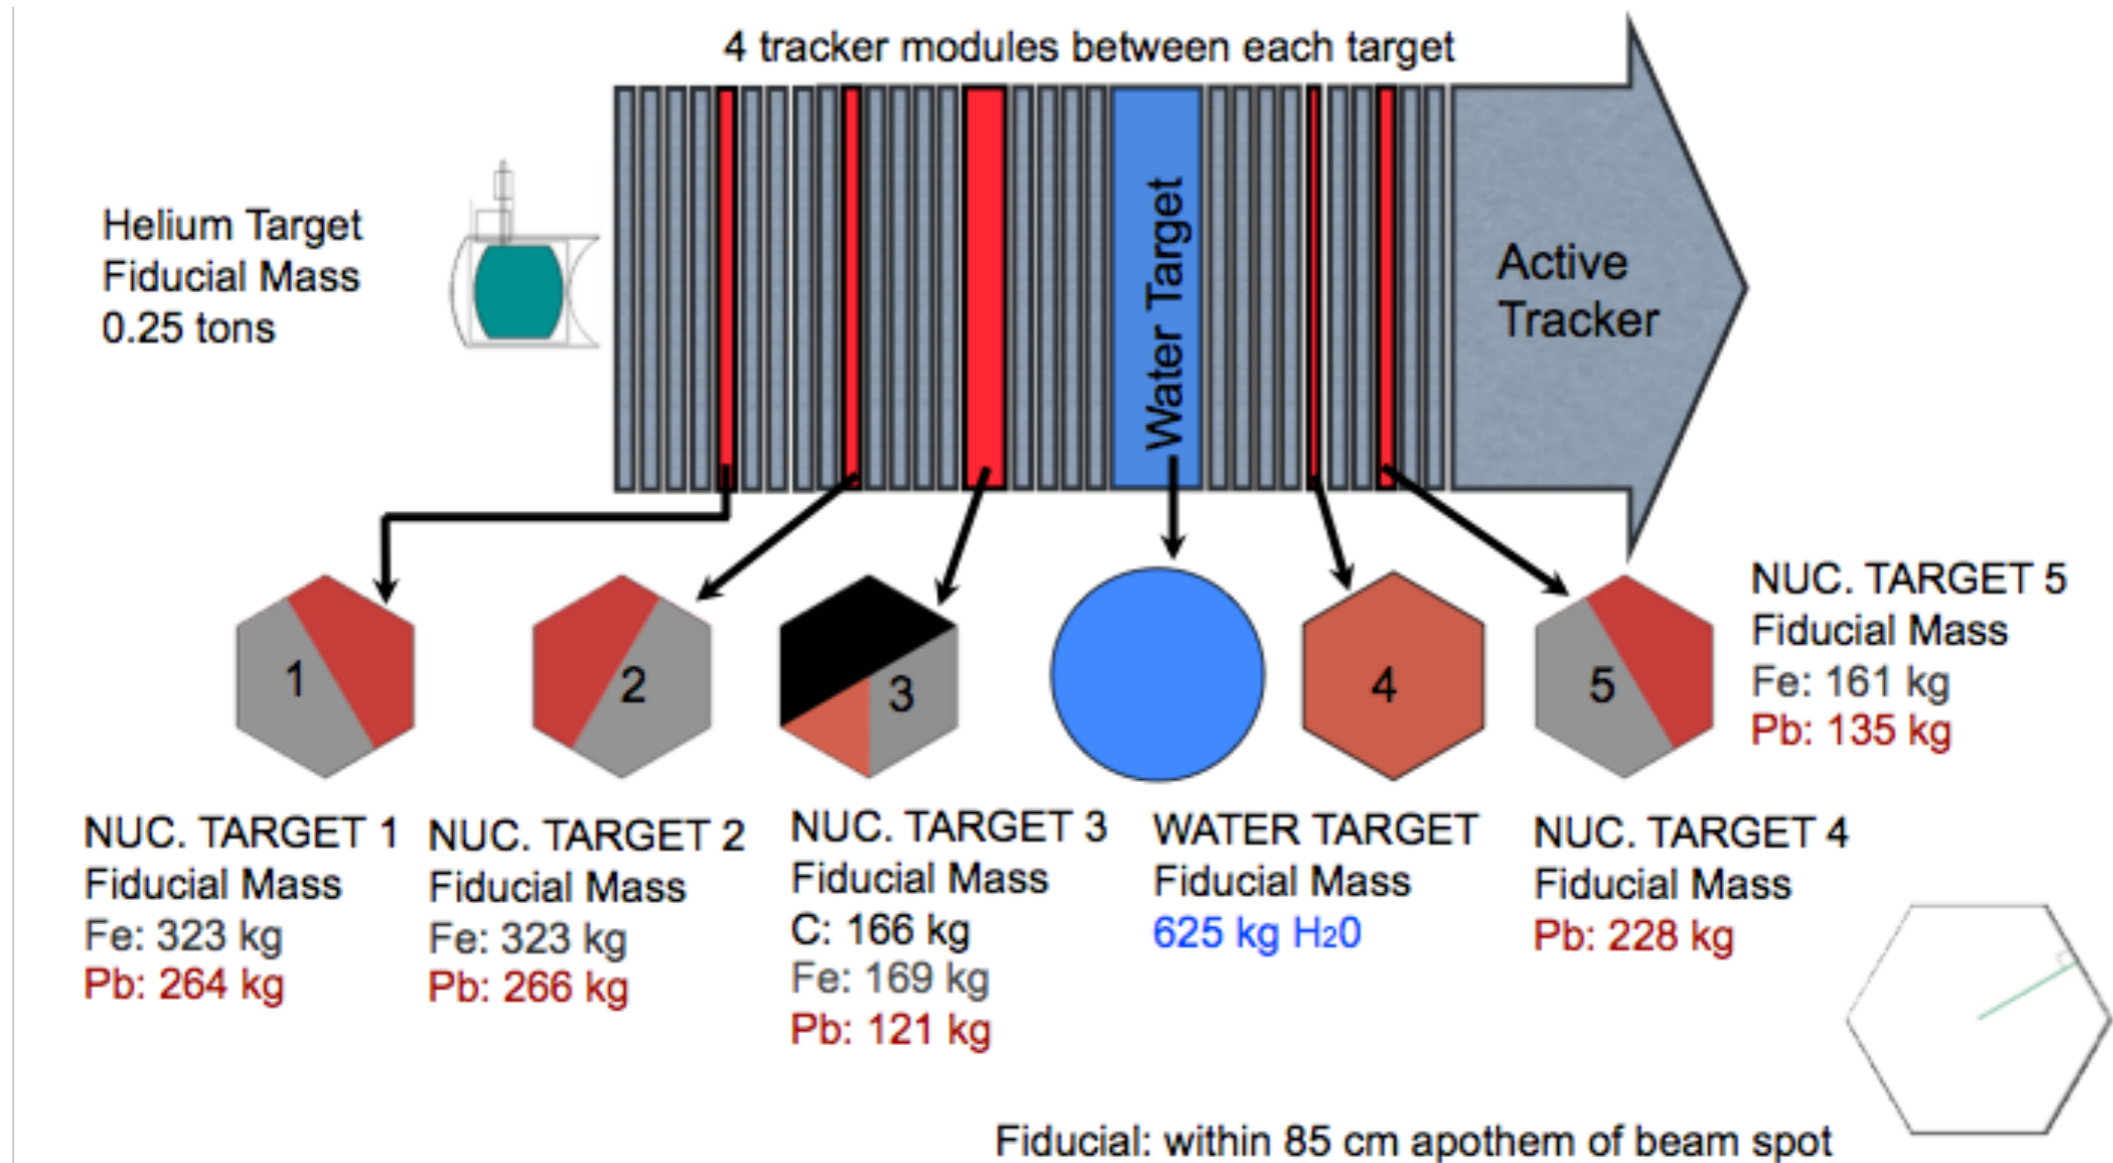 4 tracker modules between each target
Helium Target
Fiducial Mass
0.25 tons
Water Target
Active
Tracker
1
2
3
4
5
NUC. TARGET 5
Fiducial Mass
Fe: 161 kg
Pb: 135 kg
NUC. TARGET 1
Fiducial Mass
Fe: 323 kg
Pb: 264 kg
NUC. TARGET 2
Fiducial Mass
Fe: 323 kg
Pb: 266 kg
NUC. TARGET 3
Fiducial Mass
C: 166 kg
Fe: 169 kg
Pb: 121 kg
WATER TARGET
Fiducial Mass
625 kg H₂0
NUC. TARGET 4
Fiducial Mass
Pb: 228 kg
Fiducial: within 85 cm apothem of beam spot